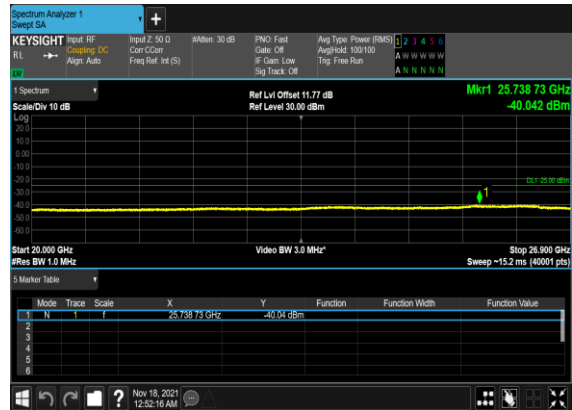 Spectrum Analyzer 1
Swept SA
+
KEYSIGHT Input: RF Input Z: 50 Ω #Atten: 30 dB PNO: Fast Avg Type: Power (RMS) 1 2 3 4 5 6
RL Coupling: DC Corr CCorr Gate: Off Avg|Hold: 100/100 A W W W W W
Align: Auto Freq Ref: Int (S) IF Gain: Low Trig: Free Run
Sig Track: Off A N N N N N
1 Spectrum Ref Lvl Offset 11.77 dB Mkr1 25.738 73 GHz
Scale/Div 10 dB Ref Level 30.00 dBm -40.042 dBm
Log
20.0
10.0
0.00
-10.0
-20.0
DL1 -25.00 dBm
-30.0
1
-40.0
-50.0
-60.0
Start 20.000 GHz Video BW 3.0 MHz* Stop 26.900 GHz
#Res BW 1.0 MHz Sweep ~15.2 ms (40001 pts)
5 Marker Table
Mode Trace Scale X Y Function Function Width Function Value
1 N 1 f 25.738 73 GHz -40.04 dBm
2
3
4
5
6
? Nov 18, 2021
12:52:16 AM